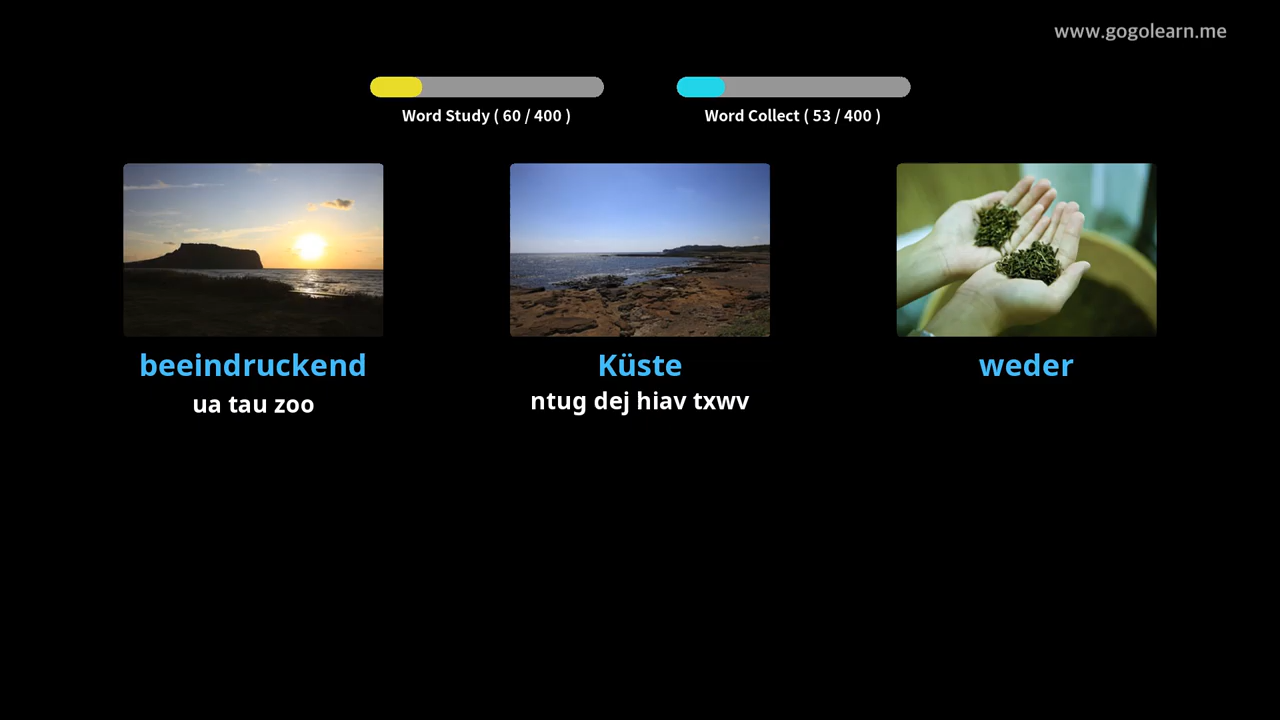 www.gogolearn.me
Word Study ( 60 / 400 )
Word Collect ( 53 / 400 )
beeindruckend
Küste
weder
ua tau zoo
ntug dej hiav txwv